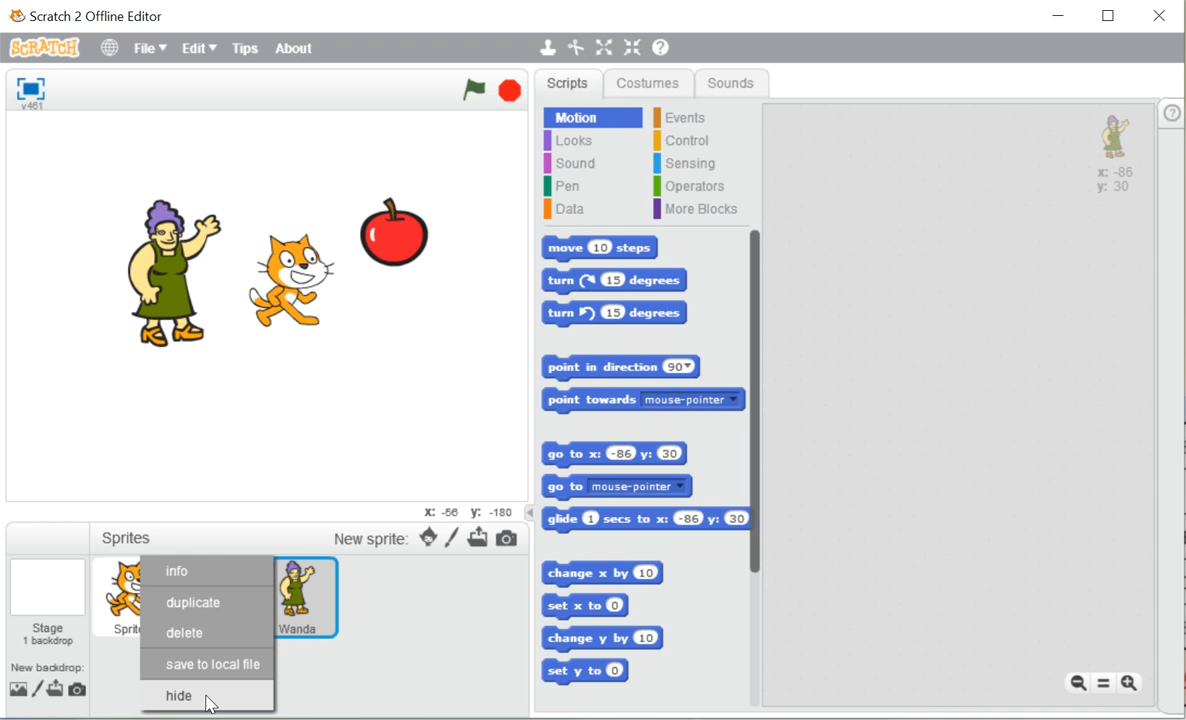 Scratch 2 Offline Editor
SCRATCH File Edit Tips About
v461
Scripts Costumes Sounds
Motion Events
Looks Control
Sound Sensing
Pen Operators
Data More Blocks
x: -86
y: 30
move 10 steps
turn 15 degrees
turn 15 degrees
point in direction 90
point towards mouse-pointer
go to x: -86 y: 30
go to mouse-pointer
glide 1 secs to x: -86 y: 30
change x by 10
set x to 0
change y by 10
set y to 0
x: -56 y: -180
Sprites New sprite:
Stage
1 backdrop
New backdrop:
info
duplicate
delete
save to local file
hide
Wanda